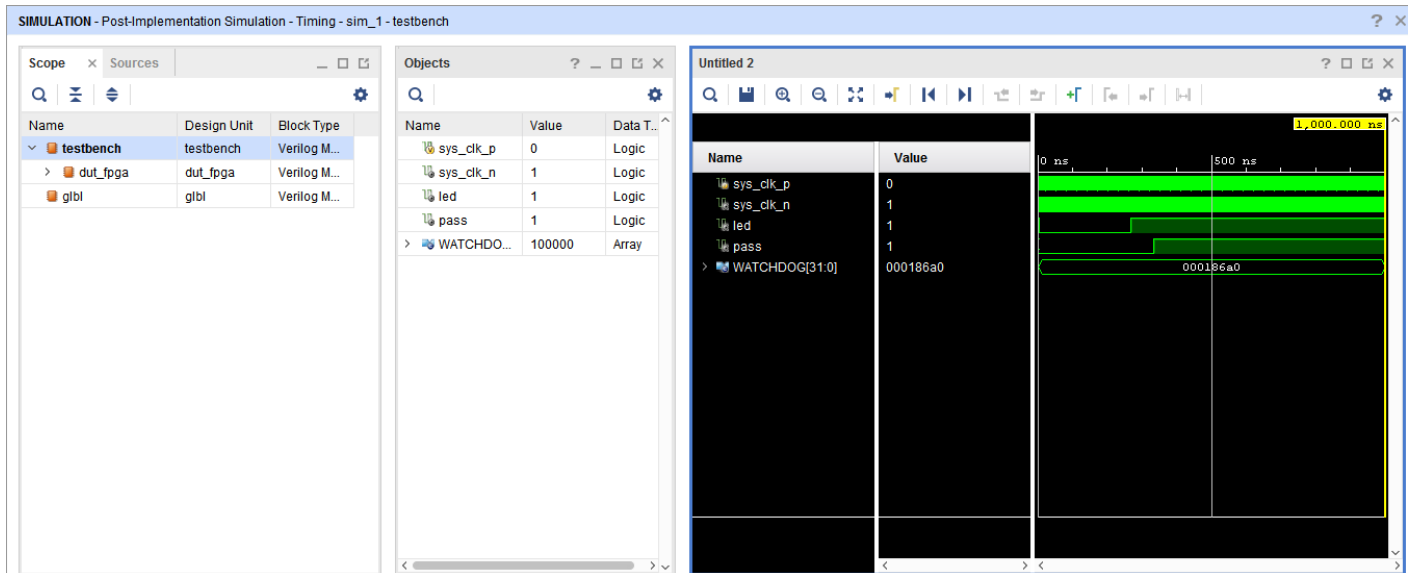 SIMULATION - Post-Implementation Simulation - Timing - sim_1 - testbench ? ×
Scope × Sources
Name Design Unit Block Type
testbench testbench Verilog M...
dut_fpga dut_fpga Verilog M...
glbl glbl Verilog M...
Objects ?
Name Value Data T..
sys_clk_p 0 Logic
sys_clk_n 1 Logic
led 1 Logic
pass 1 Logic
WATCHDO... 100000 Array
Untitled 2 ?
1,000.000 ns
Name Value 0 ns 500 ns
sys_clk_p 0
sys_clk_n 1
led 1
pass 1
WATCHDOG[31:0] 000186a0 000186a0